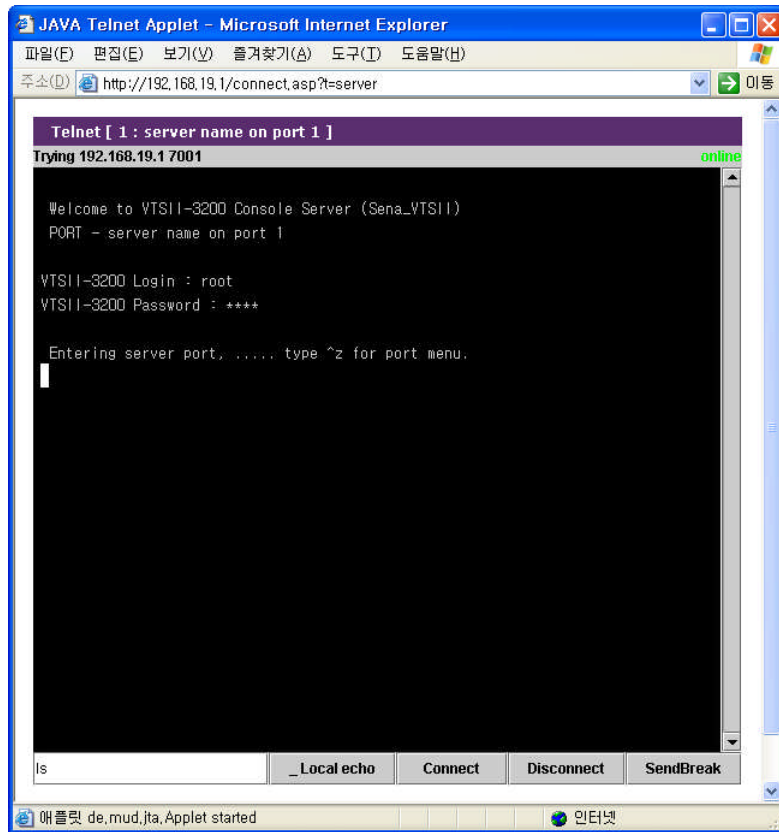 JAVA Telnet Applet - Microsoft Internet Explorer
파일(F) 편집(E) 보기(V) 즐겨찾기(A) 도구(T) 도움말(H)
주소(D) http://192.168.19.1/connect.asp?t=server 이동
Telnet [ 1 : server name on port 1 ]
Trying 192.168.19.1 7001 online
Welcome to VTSII-3200 Console Server (Sena_VTSII)
PORT - server name on port 1
VTSII-3200 Login : root
VTSII-3200 Password : ****
Entering server port, ..... type ^z for port menu.
ls _Local echo Connect Disconnect SendBreak
애플릿 de.mud.jta.Applet started 인터넷